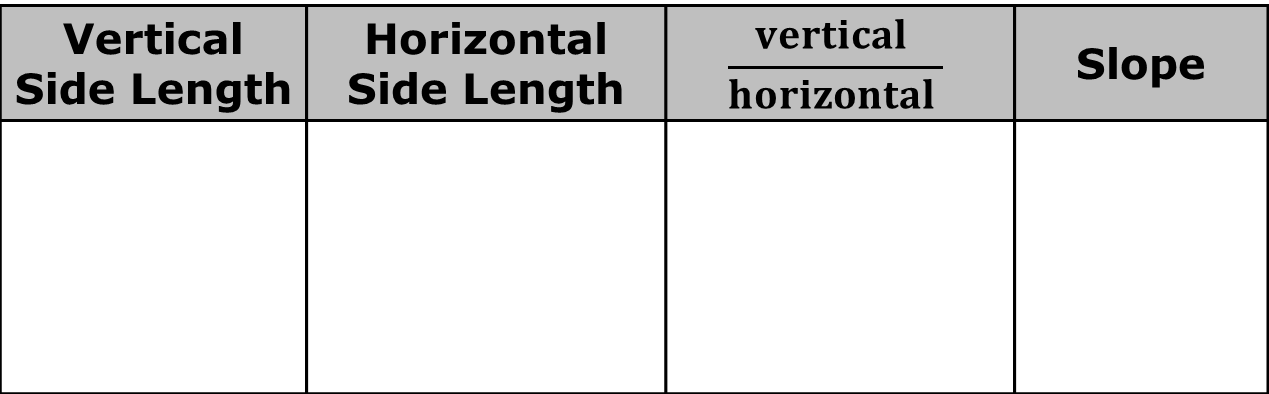 Vertical
Side Length
Horizontal
Side Length
vertical
horizontal
Slope